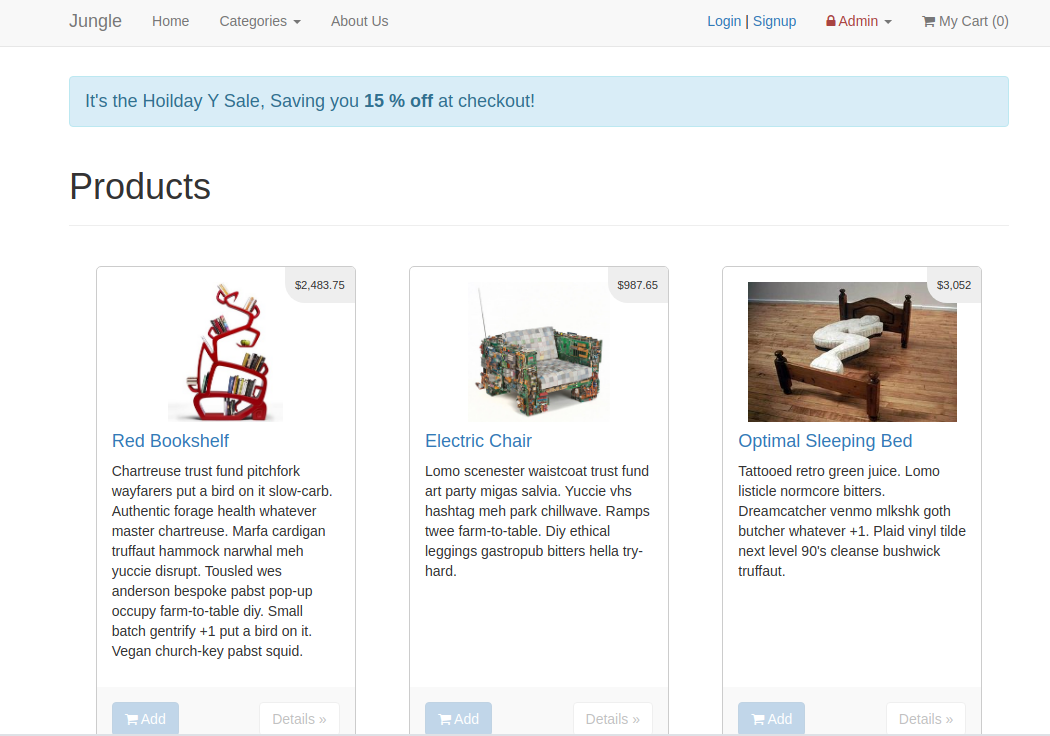 Jungle Home Categories About Us Login | Signup Admin My Cart (0)
It's the Hoilday Y Sale, Saving you 15 % off at checkout!
Products
$2,483.75
Red Bookshelf
Chartreuse trust fund pitchfork
wayfarers put a bird on it slow-carb.
Authentic forage health whatever
master chartreuse. Marfa cardigan
truffaut hammock narwhal meh
yuccie disrupt. Tousled wes
anderson bespoke pabst pop-up
occupy farm-to-table diy. Small
batch gentrify +1 put a bird on it.
Vegan church-key pabst squid.
Add Details »
$987.65
Electric Chair
Lomo scenester waistcoat trust fund
art party migas salvia. Yuccie vhs
hashtag meh park chillwave. Ramps
twee farm-to-table. Diy ethical
leggings gastropub bitters hella try-
hard.
Add Details »
$3,052
Optimal Sleeping Bed
Tattooed retro green juice. Lomo
listicle normcore bitters.
Dreamcatcher venmo mlkshk goth
butcher whatever +1. Plaid vinyl tilde
next level 90's cleanse bushwick
truffaut.
Add Details »